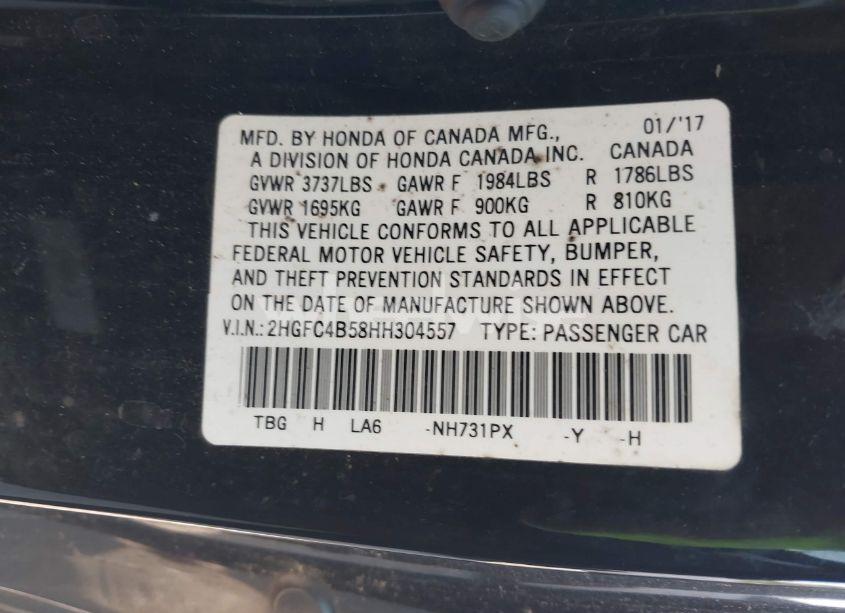 MFD. BY HONDA OF CANADA MFG., 01/'17
A DIVISION OF HONDA CANADA INC. CANADA
GVWR 3737LBS GAWR F 1984LBS R 1786LBS
GVWR 1695KG GAWR F 900KG R 810KG
THIS VEHICLE CONFORMS TO ALL APPLICABLE
FEDERAL MOTOR VEHICLE SAFETY, BUMPER,
AND THEFT PREVENTION STANDARDS IN EFFECT
ON THE DATE OF MANUFACTURE SHOWN ABOVE.
V.I.N.: 2HGFC4B58HH304557 TYPE: PASSENGER CAR
TBG H LA6 -NH731PX -Y -H